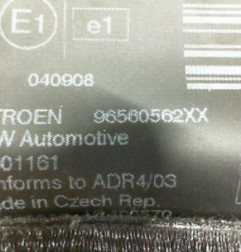 E1 e1
040908
TROEN 96560562XX
W Automotive
01161
nforms to ADR4/03
de in Czech Rep.